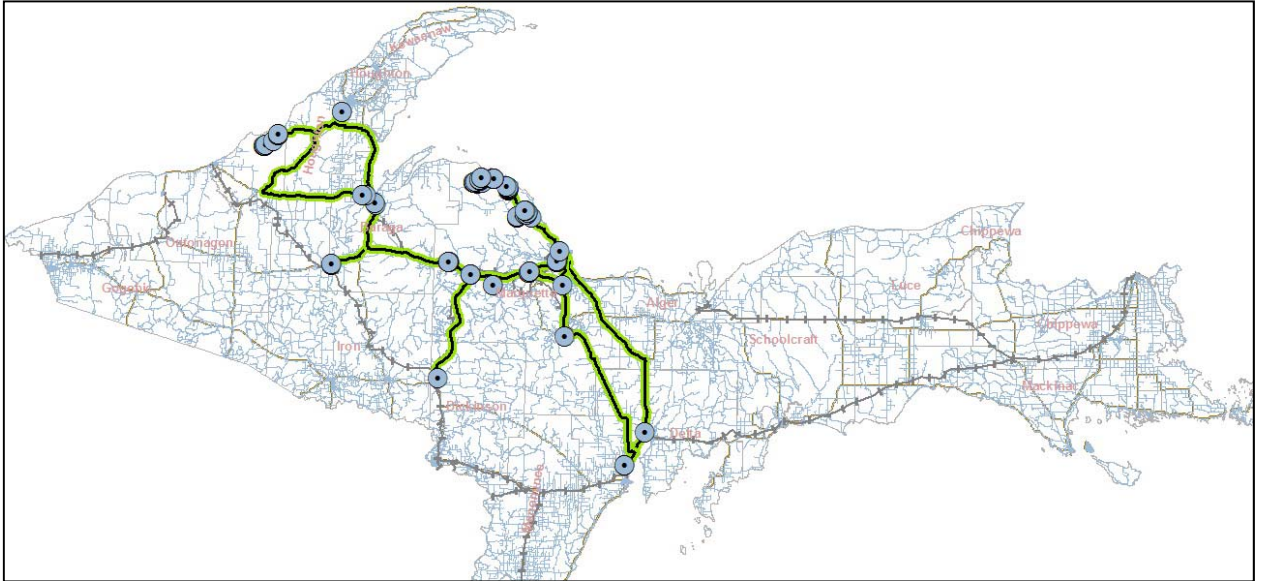 Keweenaw
Houghton
Houghton
Baraga
Ontonagon
Gogebic
Iron
Marquette
Alger
Luce
Chippewa
Chippewa
Schoolcraft
Mackinac
Dickinson
Delta
Menominee